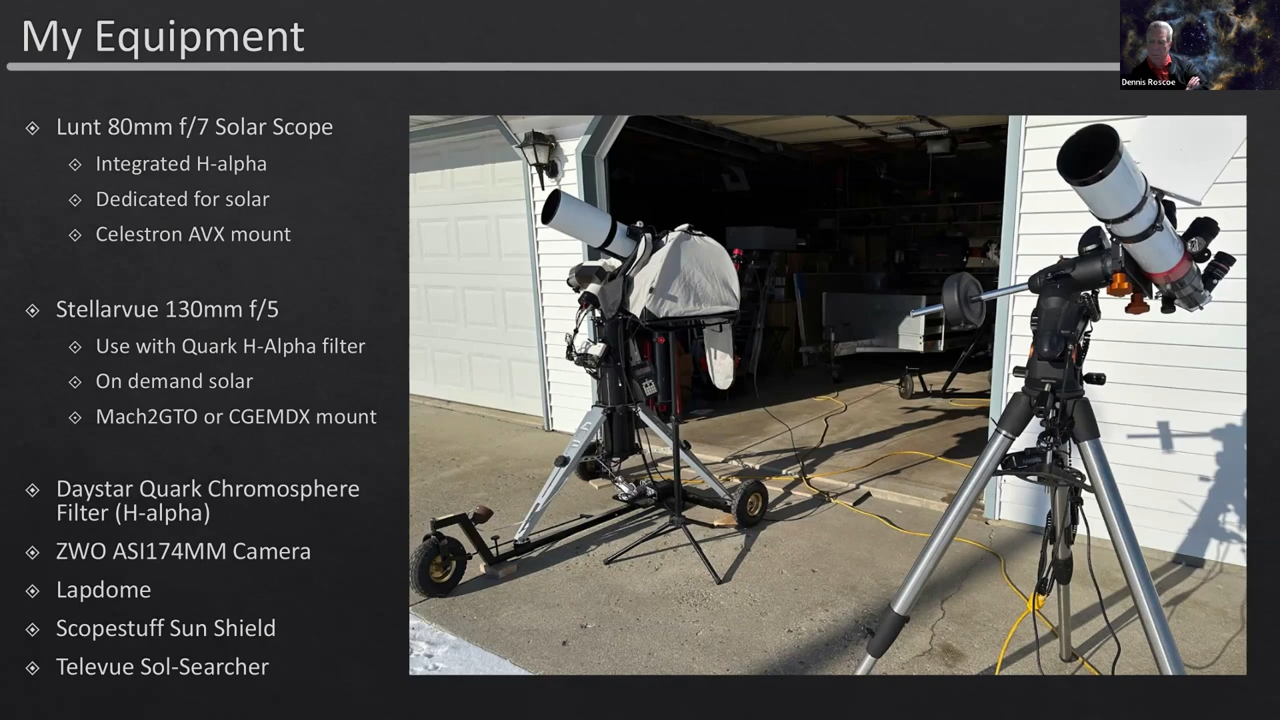 My Equipment
Dennis Roscoe
Lunt 80mm f/7 Solar Scope
Integrated H-alpha
Dedicated for solar
Celestron AVX mount
Stellarvue 130mm f/5
Use with Quark H-Alpha filter
On demand solar
Mach2GTO or CGEMDX mount
Daystar Quark Chromosphere
Filter (H-alpha)
ZWO ASI174MM Camera
Lapdome
Scopestuff Sun Shield
Televue Sol-Searcher